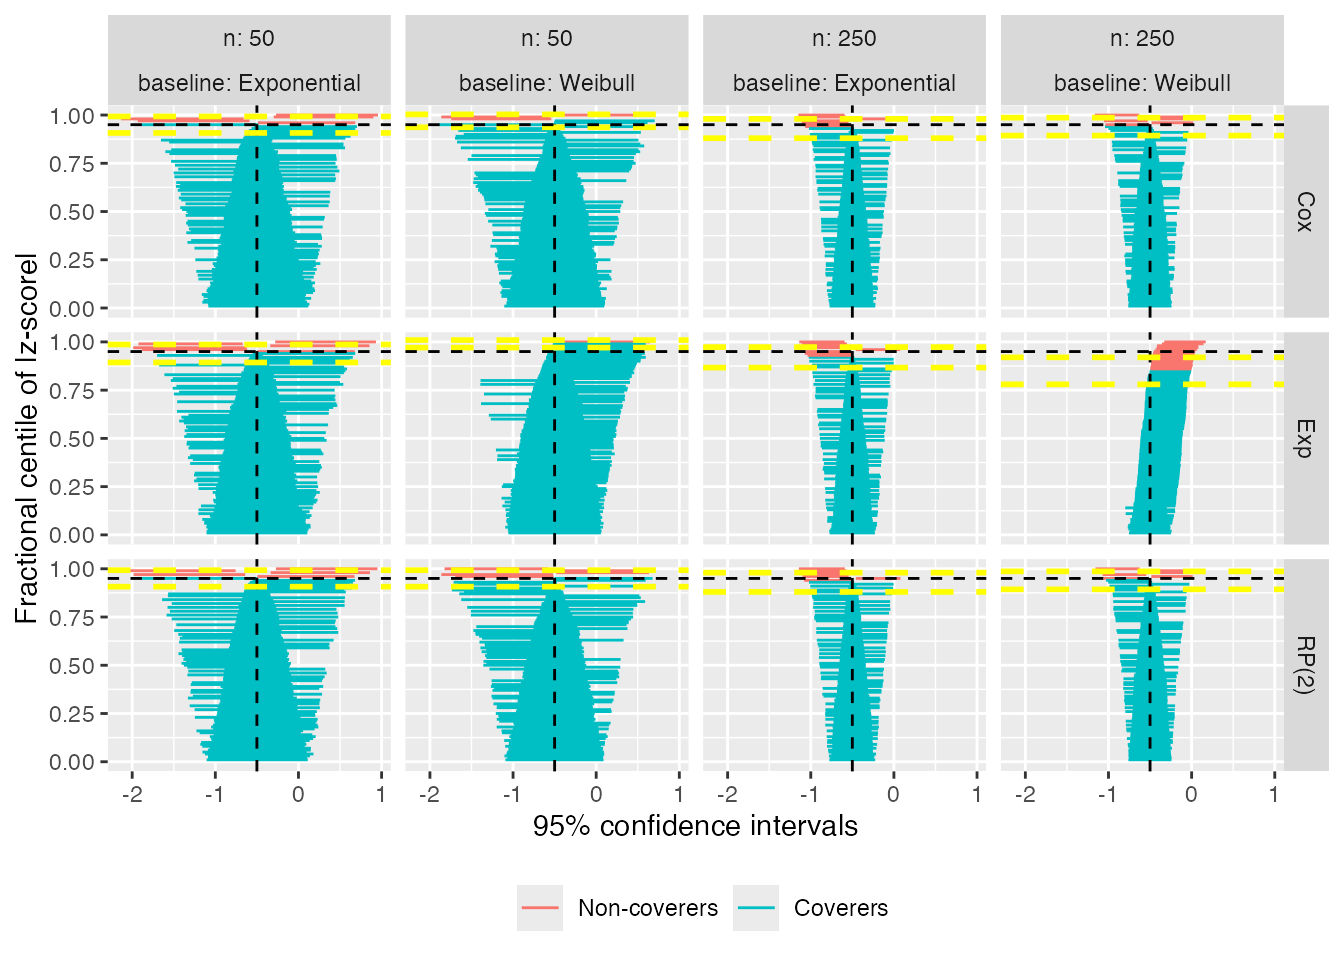 n: 50
n: 50
n: 250
n: 250
baseline: Exponential
baseline: Weibull
baseline: Exponential
baseline: Weibull
Fractional centile of |z-score|
1.00
0.75
0.50
0.25
0.00
Cox
1.00
0.75
0.50
0.25
0.00
Exp
1.00
0.75
0.50
0.25
0.00
RP(2)
-2 -1 0 1
-2 -1 0 1
-2 -1 0 1
-2 -1 0 1
95% confidence intervals
Non-coverers
Coverers